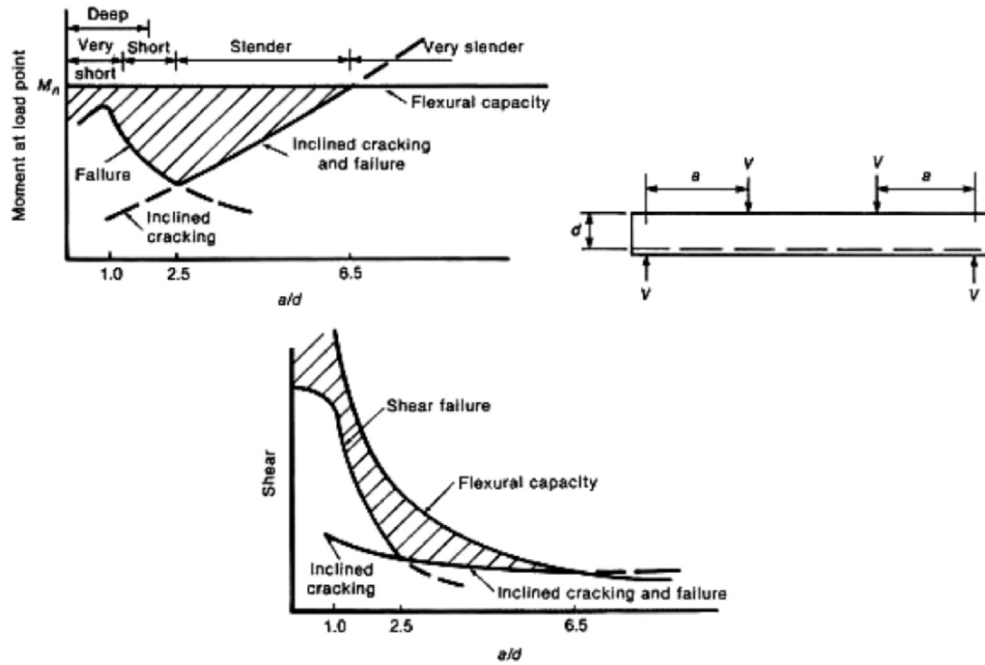 Deep
Very Short Slender Very slender
short
Mn
Flexural capacity
Moment at load point
Inclined cracking
and failure
Failure
Inclined
cracking
1.0 2.5 6.5
a/d
V V
a a
d
V V
Shear failure
Shear
Flexural capacity
Inclined
cracking
Inclined cracking and failure
1.0 2.5 6.5
a/d